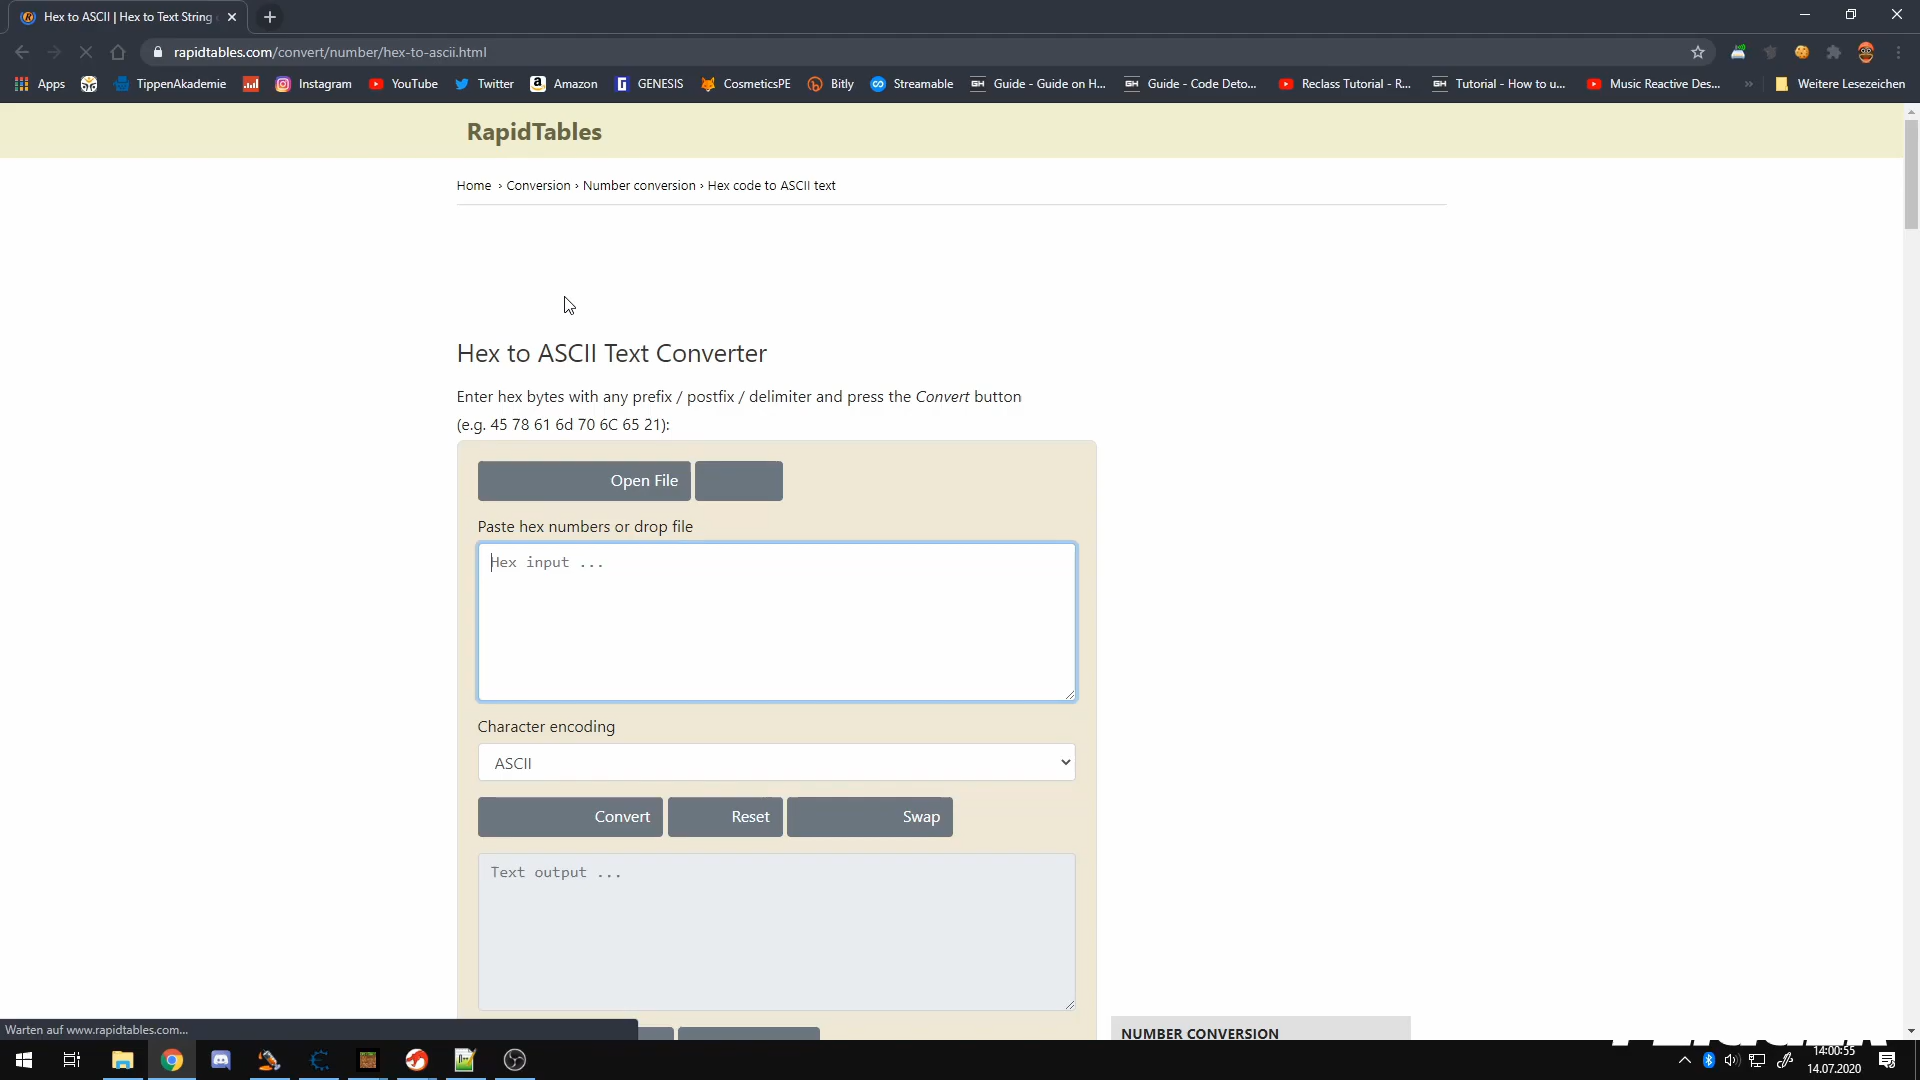 Hex to ASCII | Hex to Text String
rapidtables.com/convert/number/hex-to-ascii.html
Apps TippenAkademie Instagram YouTube Twitter Amazon GENESIS CosmeticsPE Bitly Streamable Guide - Guide on H... Guide - Code Deto... Reclass Tutorial - R... Tutorial - How to u... Music Reactive Des... » Weitere Lesezeichen
RapidTables
Home › Conversion › Number conversion › Hex code to ASCII text
Hex to ASCII Text Converter
Enter hex bytes with any prefix / postfix / delimiter and press the Convert button
(e.g. 45 78 61 6d 70 6C 65 21):
Open File
Paste hex numbers or drop file
Hex input ...
Character encoding
ASCII
Convert Reset Swap
Text output ...
Warten auf www.rapidtables.com...
NUMBER CONVERSION
14:00:55
14.07.2020